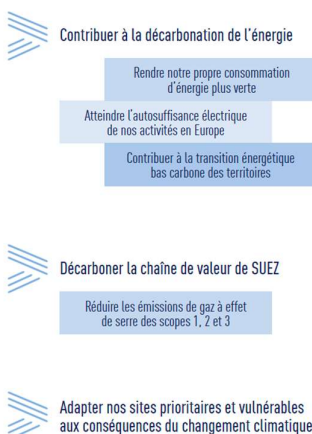 Contribuer à la décarbonation de l'énergie
Rendre notre propre consommation
d'énergie plus verte
Atteindre l'autosuffisance électrique
de nos activités en Europe
Contribuer à la transition énergétique
bas carbone des territoires
Décarboner la chaîne de valeur de SUEZ
Réduire les émissions de gaz à effet
de serre des scopes 1, 2 et 3
Adapter nos sites prioritaires et vulnérables
aux conséquences du changement climatique